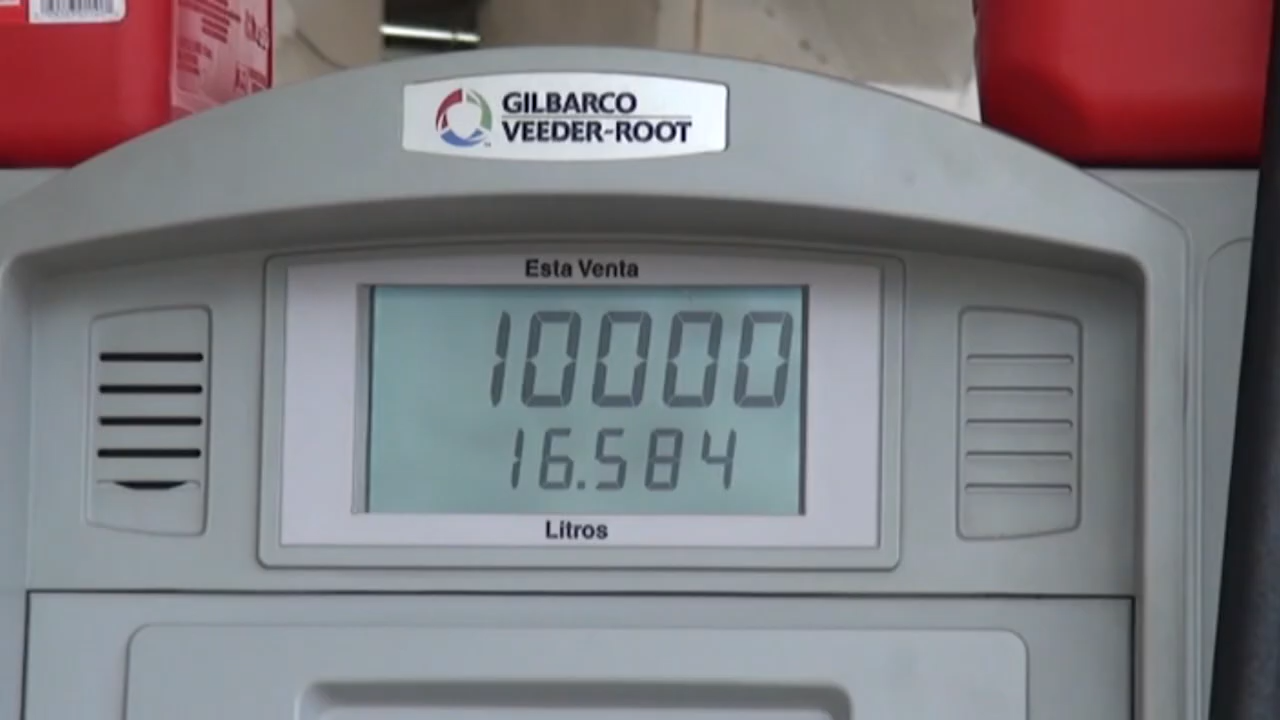 GILBARCO
VEEDER-ROOT
Esta Venta
10000
16.584
Litros